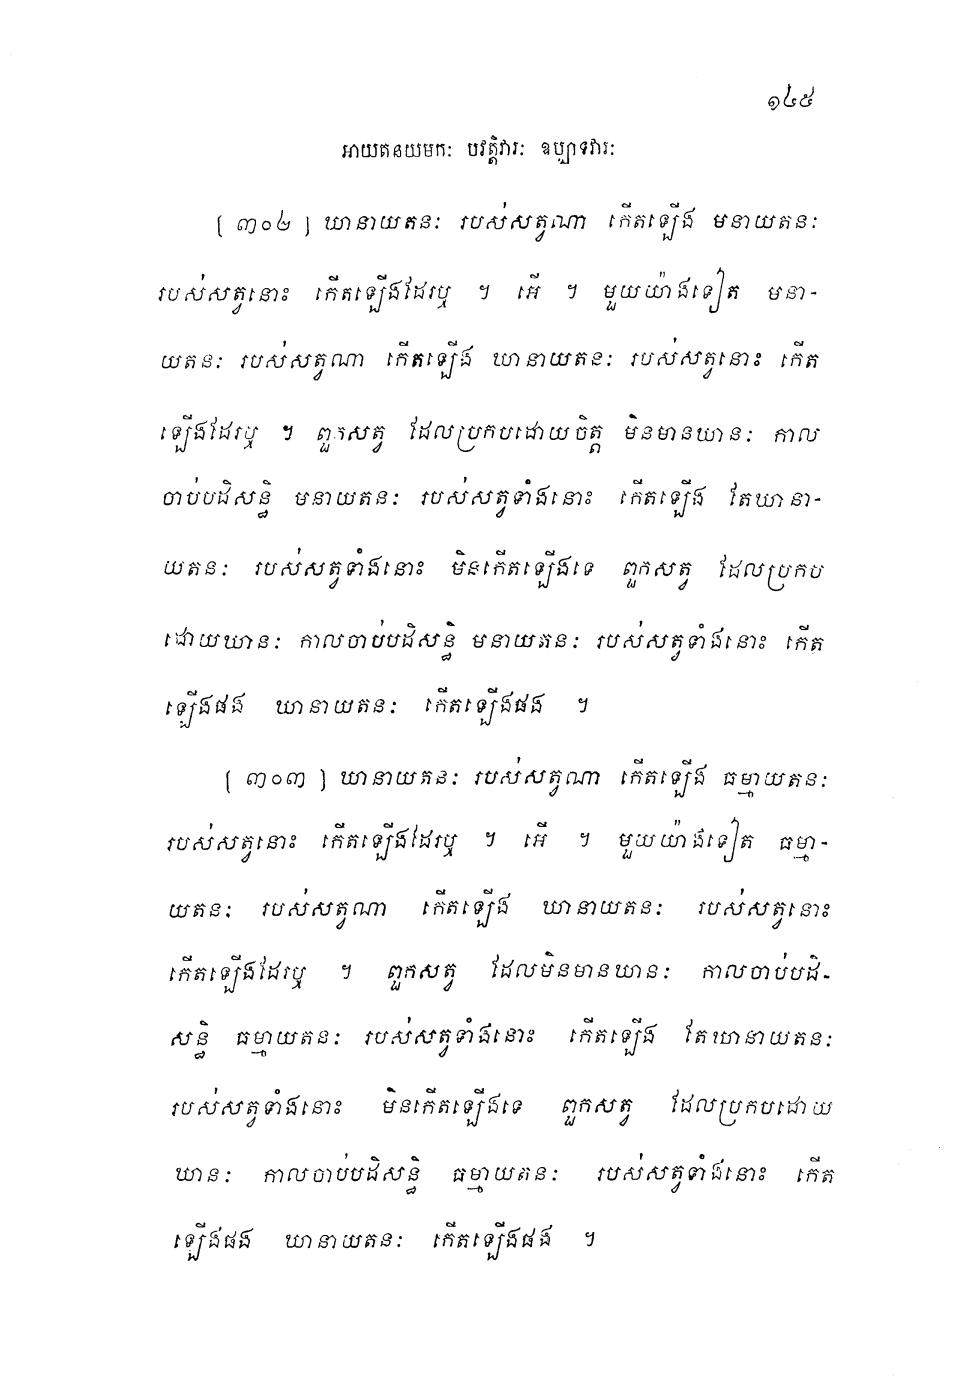 ១២៥
អាយតនយមកៈ បវត្តិវារៈ ឧប្បាទវារៈ
[ ៣០២ ] ឃានាយតនៈ របស់សត្វណា កើតឡើង មនាយតនៈ
របស់សត្វនោះ កើតឡើងដែរឬ ។ អើ ។ មួយយ៉ាងទៀត មនា-
យតនៈ របស់សត្វណា កើតឡើង ឃានាយតនៈ របស់សត្វនោះ កើត
ឡើងដែរឬ ។ ពួកសត្វ ដែលប្រកបដោយចិត្ត មិនមានឃានៈ កាល
ចាប់បដិសន្ធិ មនាយតនៈ របស់សត្វទាំងនោះ កើតឡើង តែឃានា-
យតនៈ របស់សត្វទាំងនោះ មិនកើតឡើងទេ ពួកសត្វ ដែលប្រកប
ដោយឃានៈ កាលចាប់បដិសន្ធិ មនាយតនៈ របស់សត្វទាំងនោះ កើត
ឡើងផង ឃានាយតនៈ កើតឡើងផង ។
[ ៣០៣ ] ឃានាយតនៈ របស់សត្វណា កើតឡើង ធម្មាយតនៈ
របស់សត្វនោះ កើតឡើងដែរឬ ។ អើ ។ មួយយ៉ាងទៀត ធម្មា-
យតនៈ របស់សត្វណា កើតឡើង ឃានាយតនៈ របស់សត្វនោះ
កើតឡើងដែរឬ ។ ពួកសត្វ ដែលមិនមានឃានៈ កាលចាប់បដិ-
សន្ធិ ធម្មាយតនៈ របស់សត្វទាំងនោះ កើតឡើង តែឃានាយតនៈ
របស់សត្វទាំងនោះ មិនកើតឡើងទេ ពួកសត្វ ដែលប្រកបដោយ
ឃានៈ កាលចាប់បដិសន្ធិ ធម្មាយតនៈ របស់សត្វទាំងនោះ កើត
ឡើងផង ឃានាយតនៈ កើតឡើងផង ។